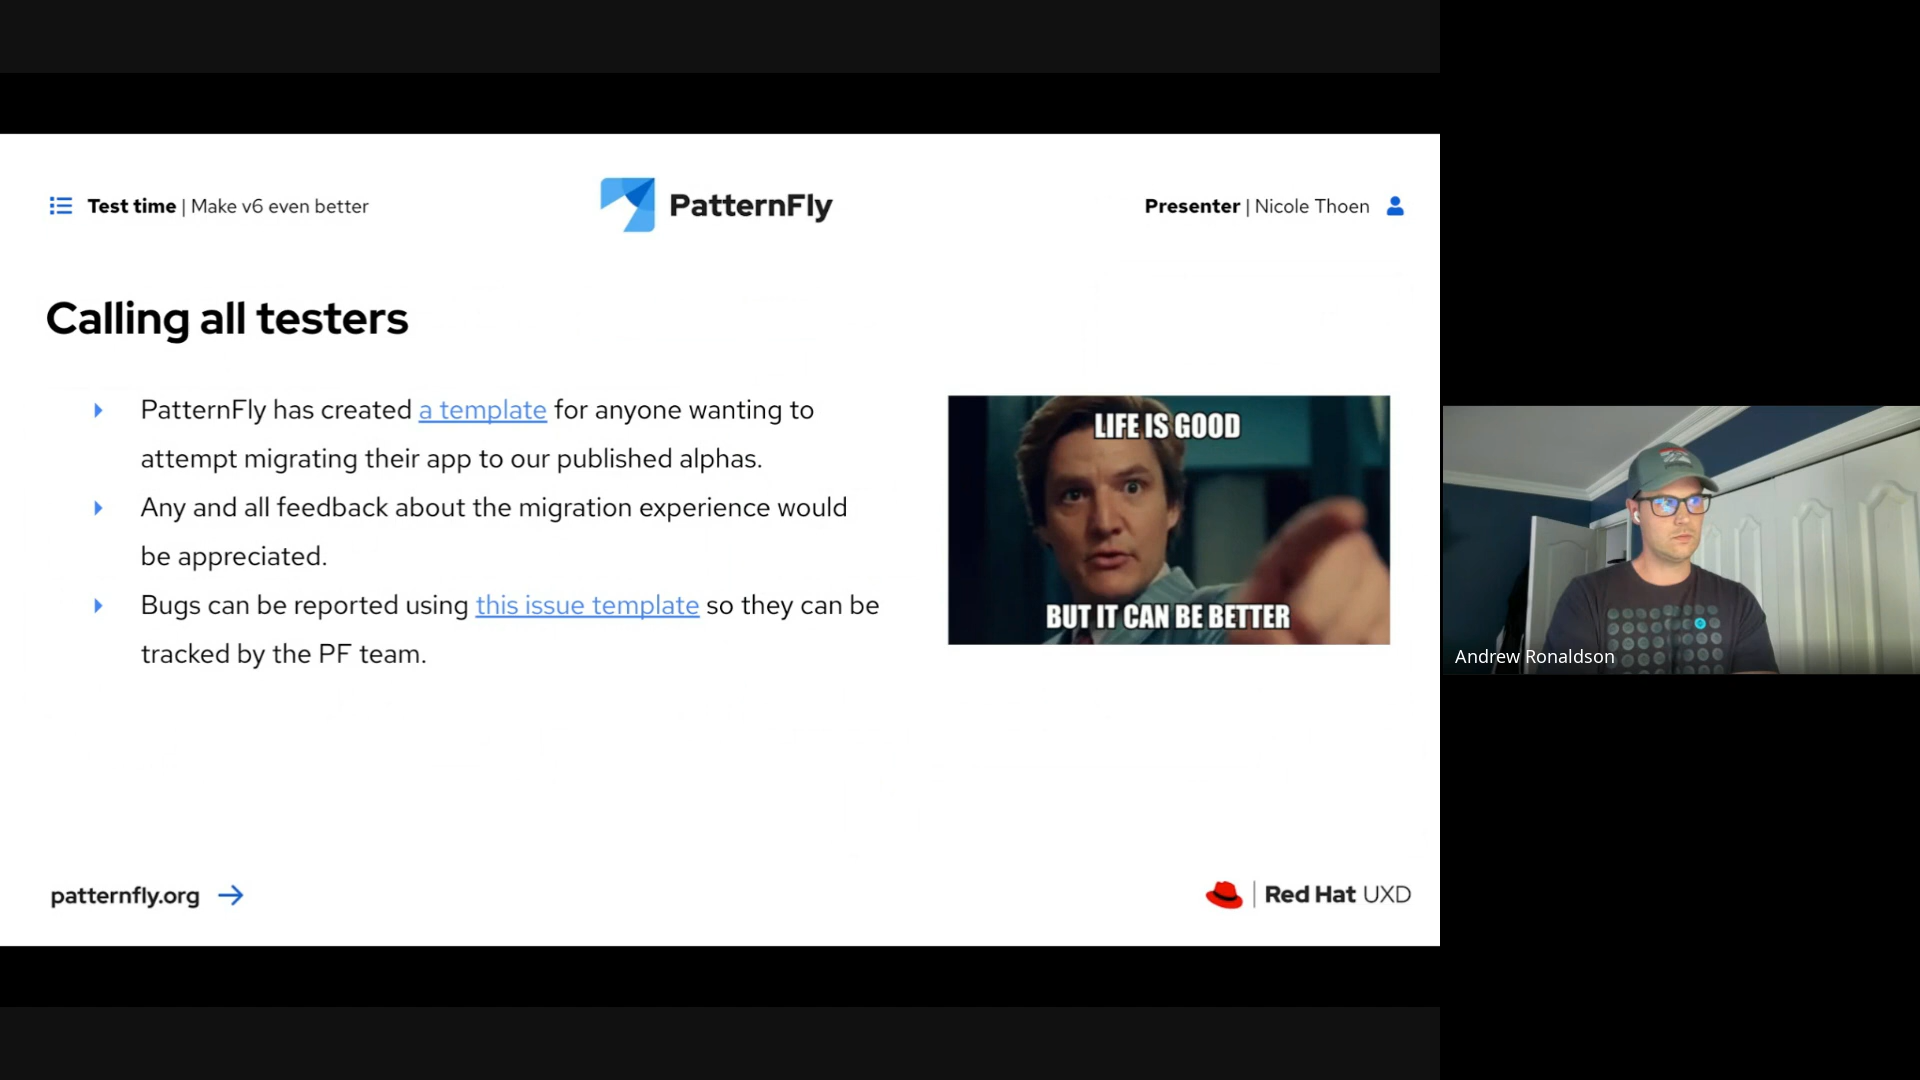 Test time | Make v6 even better
PatternFly
Presenter | Nicole Thoen
Calling all testers
PatternFly has created a template for anyone wanting to
attempt migrating their app to our published alphas.
Any and all feedback about the migration experience would
be appreciated.
Bugs can be reported using this issue template so they can be
tracked by the PF team.
LIFE IS GOOD
BUT IT CAN BE BETTER
Andrew Ronaldson
patternfly.org
Red Hat UXD